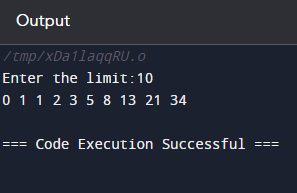 Output
/tmp/xDa1laqqRU.o
Enter the limit:10
0 1 1 2 3 5 8 13 21 34
=== Code Execution Successful ===